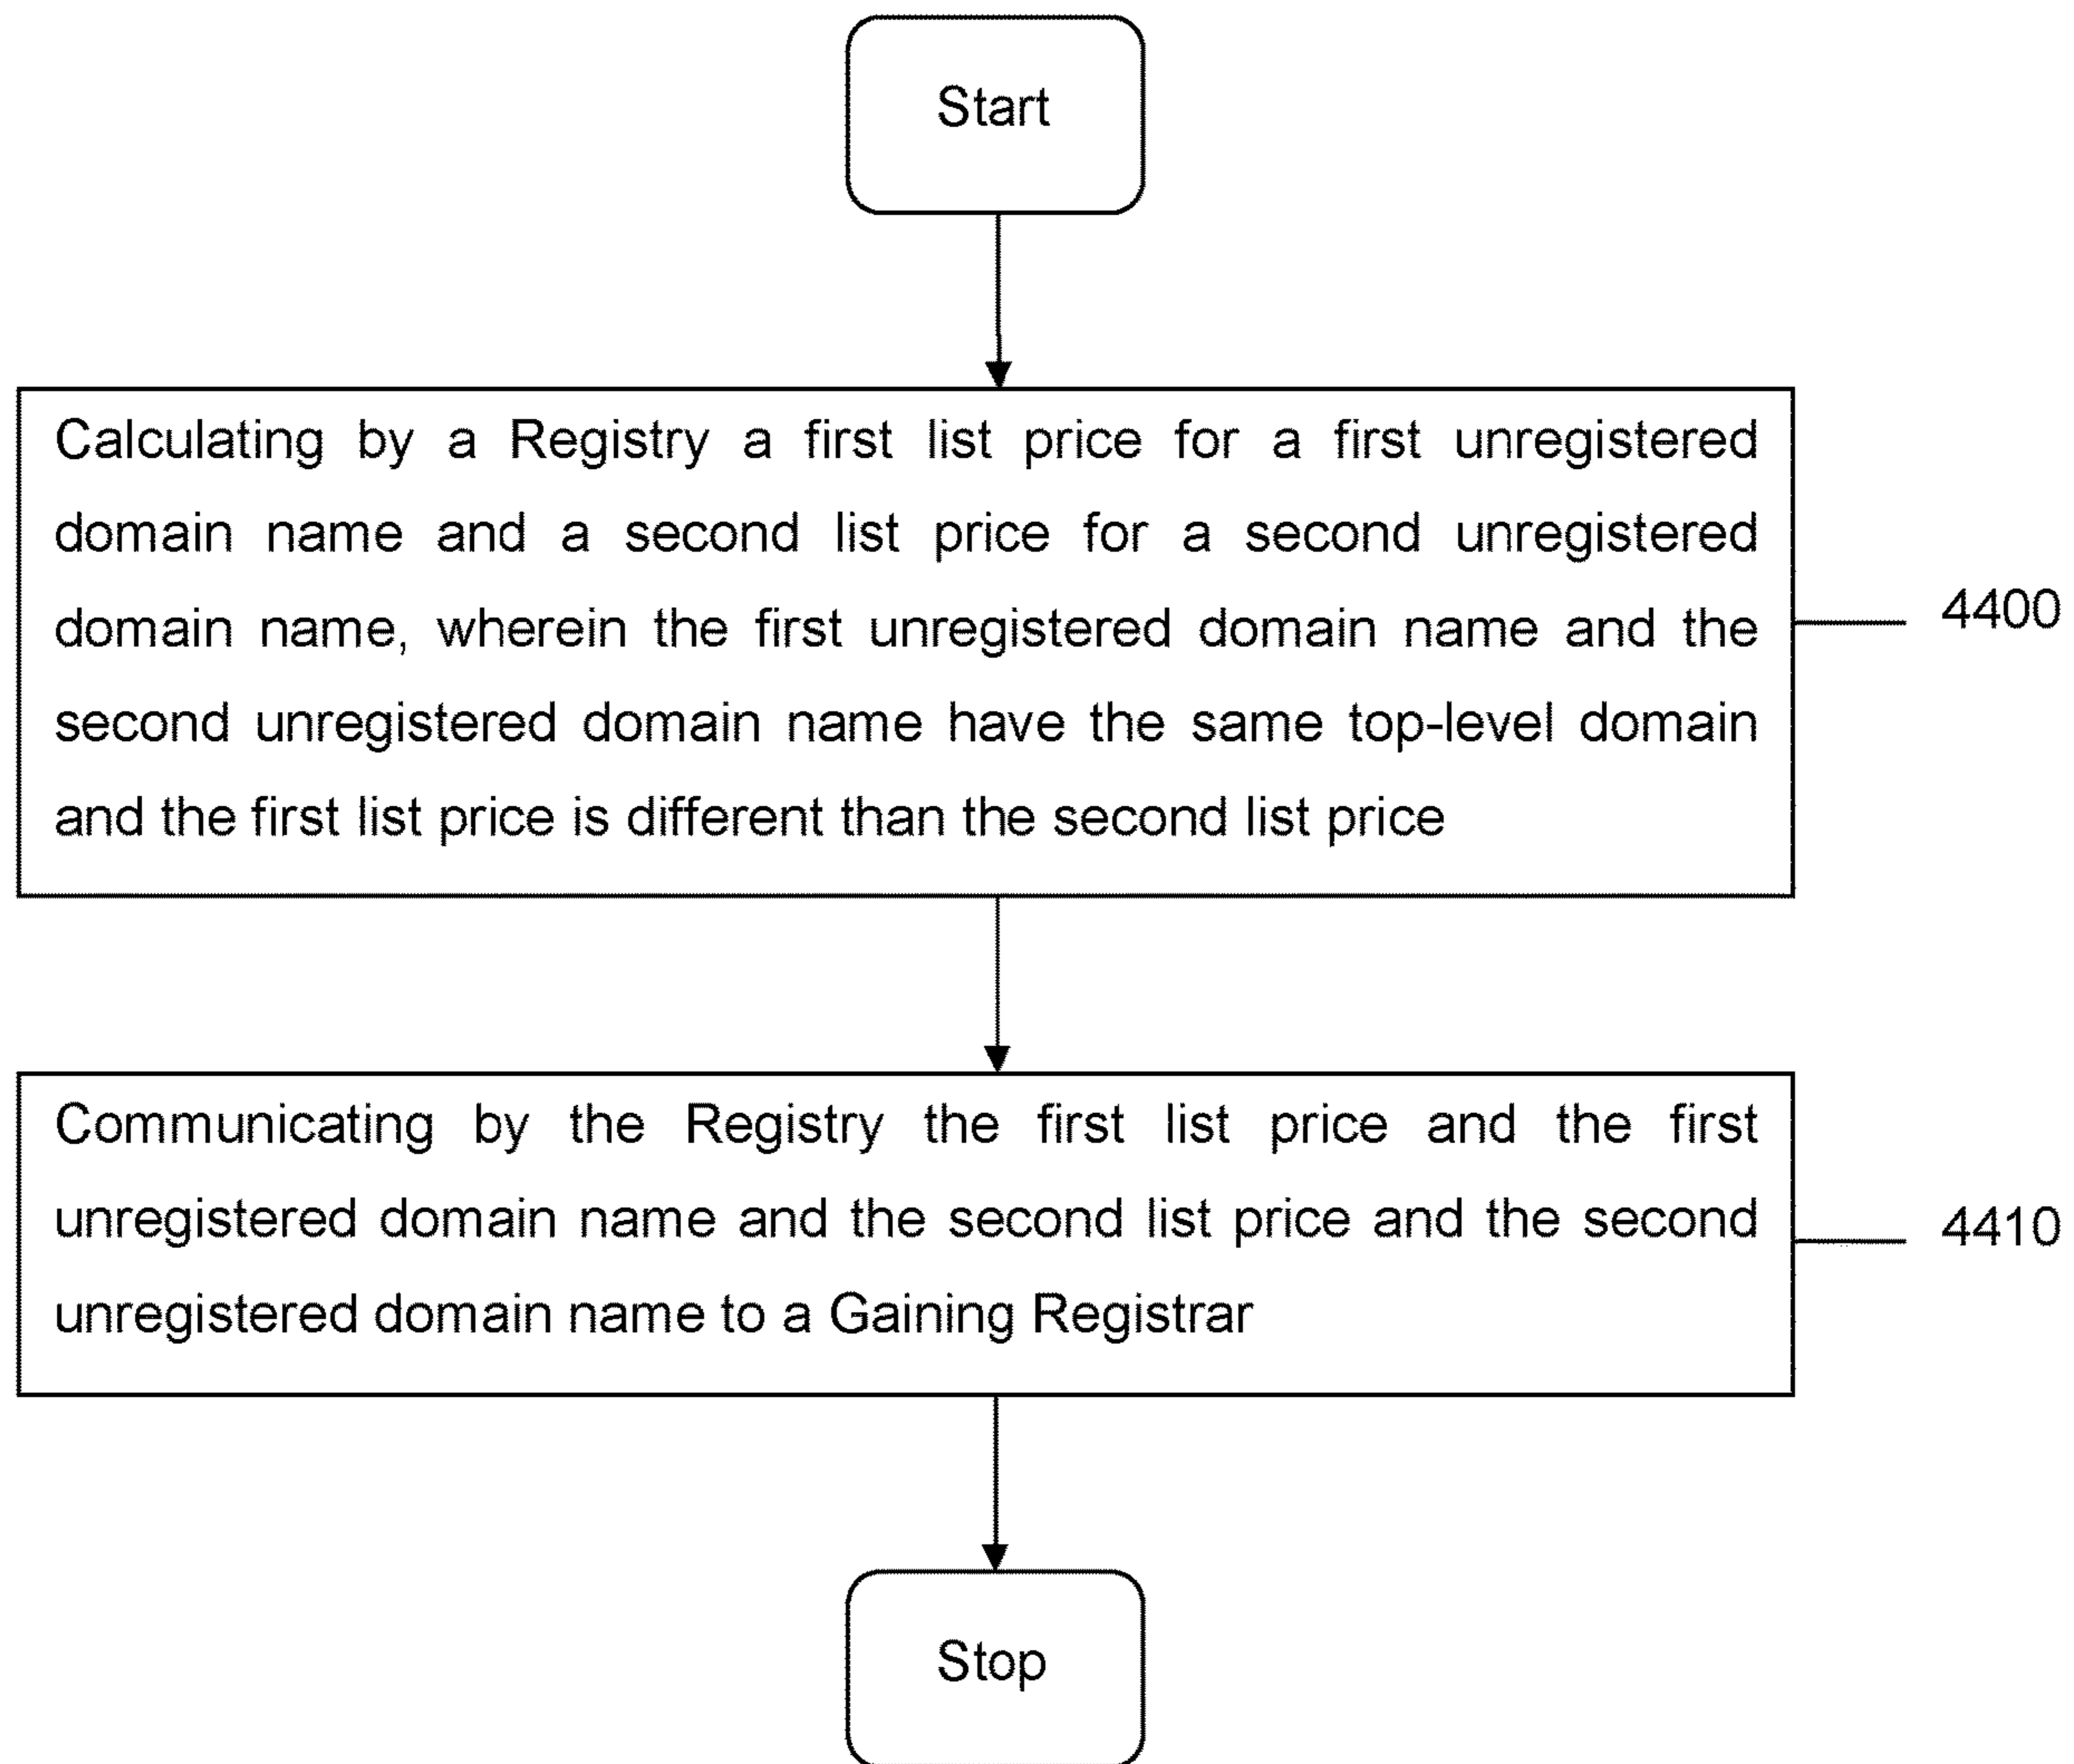 Start
Calculating by a Registry a first list price for a first unregistered
domain name and a second list price for a second unregistered
domain name, wherein the first unregistered domain name and the
second unregistered domain name have the same top-level domain
and the first list price is different than the second list price
4400
Communicating by the Registry the first list price and the first
unregistered domain name and the second list price and the second
unregistered domain name to a Gaining Registrar
4410
Stop